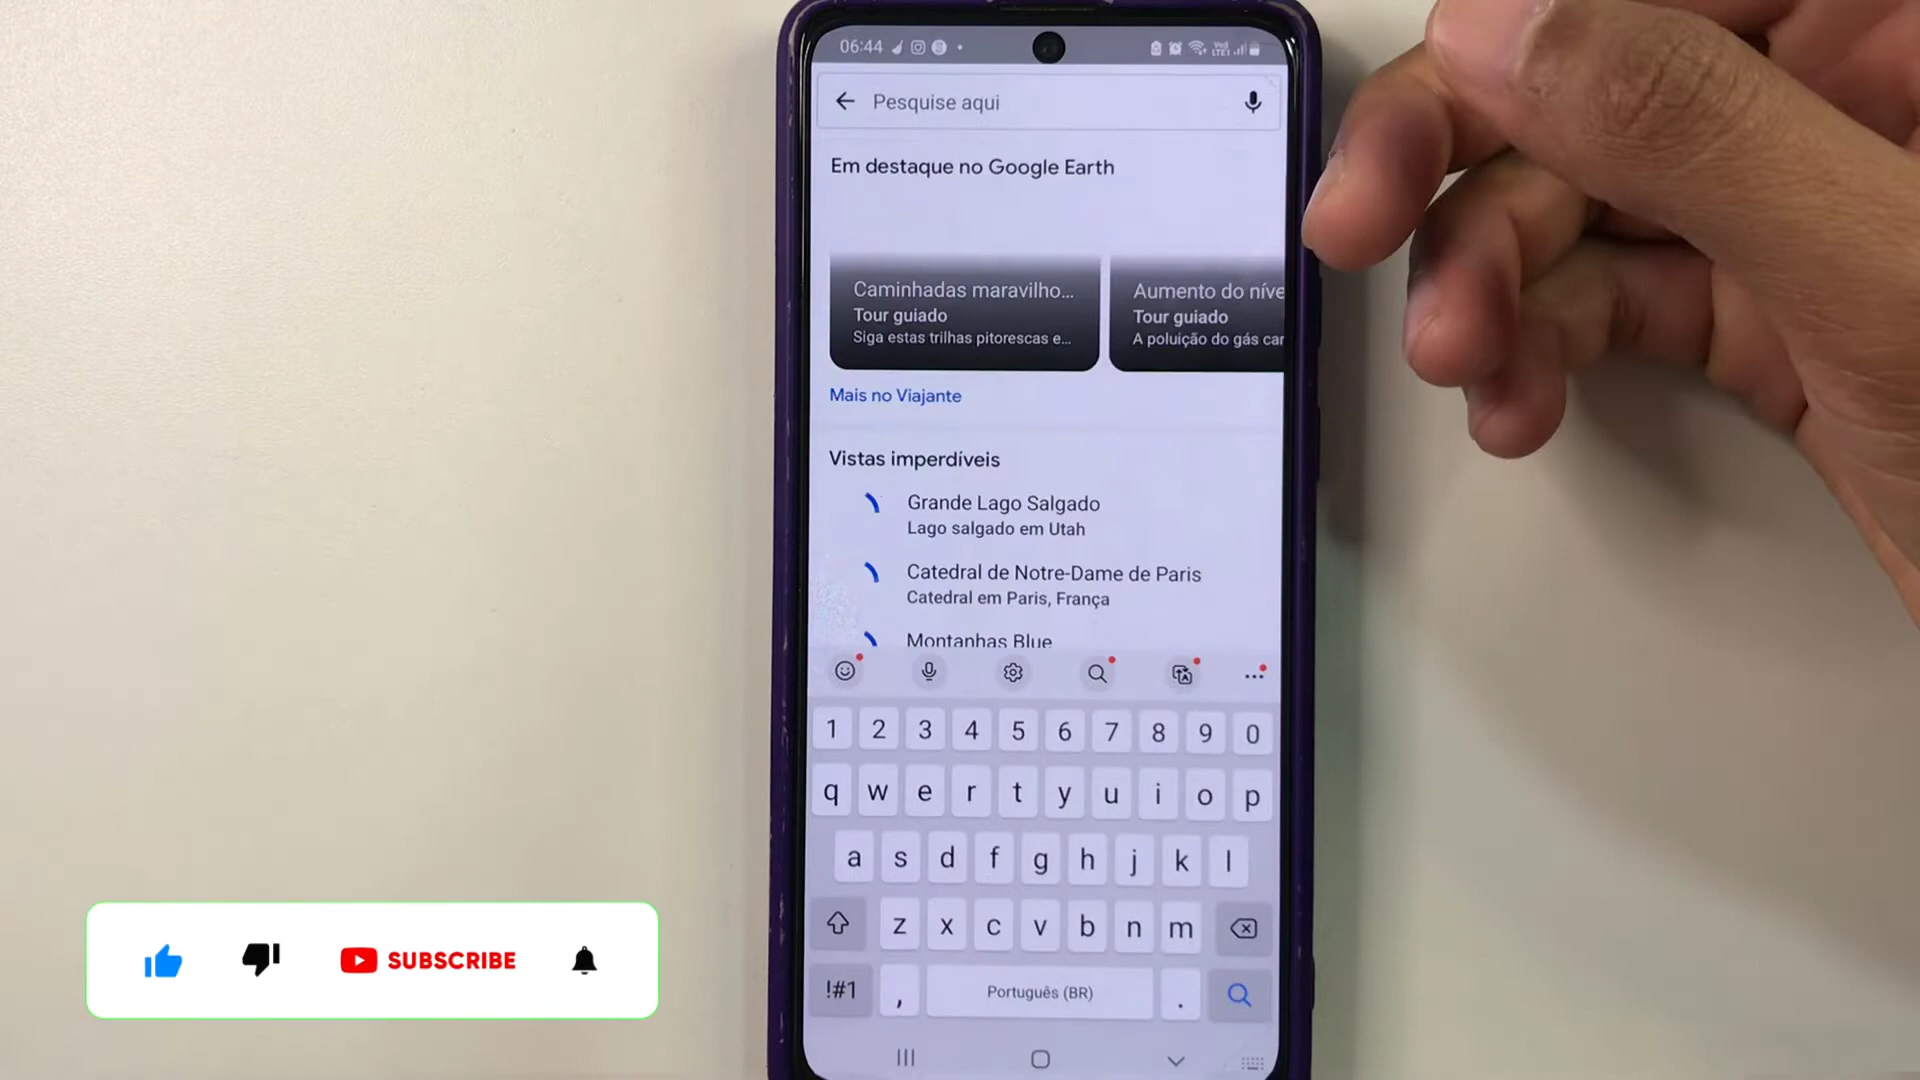 06:44
Pesquise aqui
Em destaque no Google Earth
Caminhadas maravilho...
Tour guiado
Siga estas trilhas pitorescas e...
Aumento do níve
Tour guiado
A poluição do gás car
Mais no Viajante
Vistas imperdíveis
Grande Lago Salgado
Lago salgado em Utah
Catedral de Notre-Dame de Paris
Catedral em Paris, França
Montanhas Blue
1 2 3 4 5 6 7 8 9 0
q w e r t y u i o p
a s d f g h j k l
z x c v b n m
!#1 , Português (BR) .
SUBSCRIBE